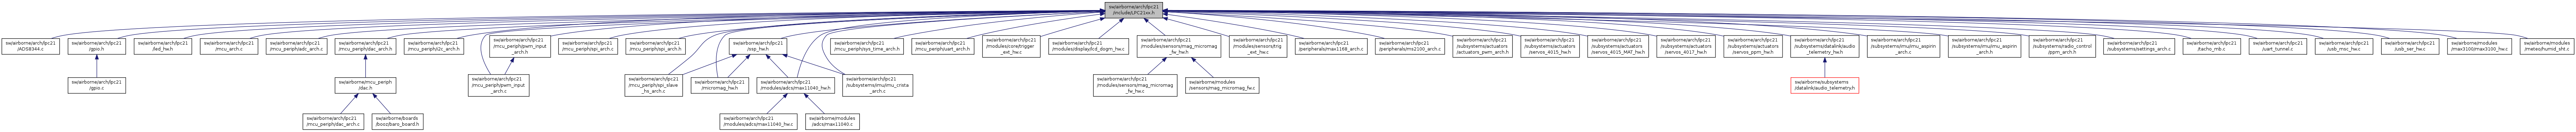 sw/airborne/arch/lpc21
/include/LPC21xx.h
sw/airborne/arch/lpc21
/ADS8344.c
sw/airborne/arch/lpc21
/gpio.h
sw/airborne/arch/lpc21
/led_hw.h
sw/airborne/arch/lpc21
/mcu_arch.c
sw/airborne/arch/lpc21
/mcu_periph/adc_arch.c
sw/airborne/arch/lpc21
/mcu_periph/dac_arch.h
sw/airborne/arch/lpc21
/mcu_periph/i2c_arch.h
sw/airborne/arch/lpc21
/mcu_periph/pwm_input
_arch.h
sw/airborne/arch/lpc21
/mcu_periph/spi_arch.c
sw/airborne/arch/lpc21
/mcu_periph/spi_arch.h
sw/airborne/arch/lpc21
/ssp_hw.h
sw/airborne/arch/lpc21
/mcu_periph/sys_time_arch.h
sw/airborne/arch/lpc21
/mcu_periph/uart_arch.h
sw/airborne/arch/lpc21
/modules/core/trigger
_ext_hw.c
sw/airborne/arch/lpc21
/modules/display/lcd_dogm_hw.c
sw/airborne/arch/lpc21
/modules/sensors/mag_micromag
_fw_hw.h
sw/airborne/arch/lpc21
/modules/sensors/trig
_ext_hw.c
sw/airborne/arch/lpc21
/peripherals/max1168_arch.c
sw/airborne/arch/lpc21
/peripherals/ms2100_arch.c
sw/airborne/arch/lpc21
/subsystems/actuators
/actuators_pwm_arch.h
sw/airborne/arch/lpc21
/subsystems/actuators
/servos_4015_hw.h
sw/airborne/arch/lpc21
/subsystems/actuators
/servos_4015_MAT_hw.h
sw/airborne/arch/lpc21
/subsystems/actuators
/servos_4017_hw.h
sw/airborne/arch/lpc21
/subsystems/actuators
/servos_ppm_hw.h
sw/airborne/arch/lpc21
/subsystems/datalink/audio
_telemetry_hw.h
sw/airborne/arch/lpc21
/subsystems/imu/imu_aspirin
_arch.c
sw/airborne/arch/lpc21
/subsystems/imu/imu_aspirin
_arch.h
sw/airborne/arch/lpc21
/subsystems/radio_control
/ppm_arch.h
sw/airborne/arch/lpc21
/subsystems/settings_arch.c
sw/airborne/arch/lpc21
/tacho_mb.c
sw/airborne/arch/lpc21
/uart_tunnel.c
sw/airborne/arch/lpc21
/usb_msc_hw.c
sw/airborne/arch/lpc21
/usb_ser_hw.c
sw/airborne/modules
/max3100/max3100_hw.c
sw/airborne/modules
/meteo/humid_sht.c
sw/airborne/arch/lpc21
/gpio.c
sw/airborne/mcu_periph
/dac.h
sw/airborne/arch/lpc21
/mcu_periph/pwm_input
_arch.c
sw/airborne/arch/lpc21
/mcu_periph/spi_slave
_hs_arch.c
sw/airborne/arch/lpc21
/micromag_hw.h
sw/airborne/arch/lpc21
/modules/adcs/max11040_hw.h
sw/airborne/arch/lpc21
/subsystems/imu/imu_crista
_arch.c
sw/airborne/arch/lpc21
/modules/sensors/mag_micromag
_fw_hw.c
sw/airborne/modules
/sensors/mag_micromag_fw.c
sw/airborne/subsystems
/datalink/audio_telemetry.h
sw/airborne/arch/lpc21
/mcu_periph/dac_arch.c
sw/airborne/boards
/booz/baro_board.h
sw/airborne/arch/lpc21
/modules/adcs/max11040_hw.c
sw/airborne/modules
/adcs/max11040.c